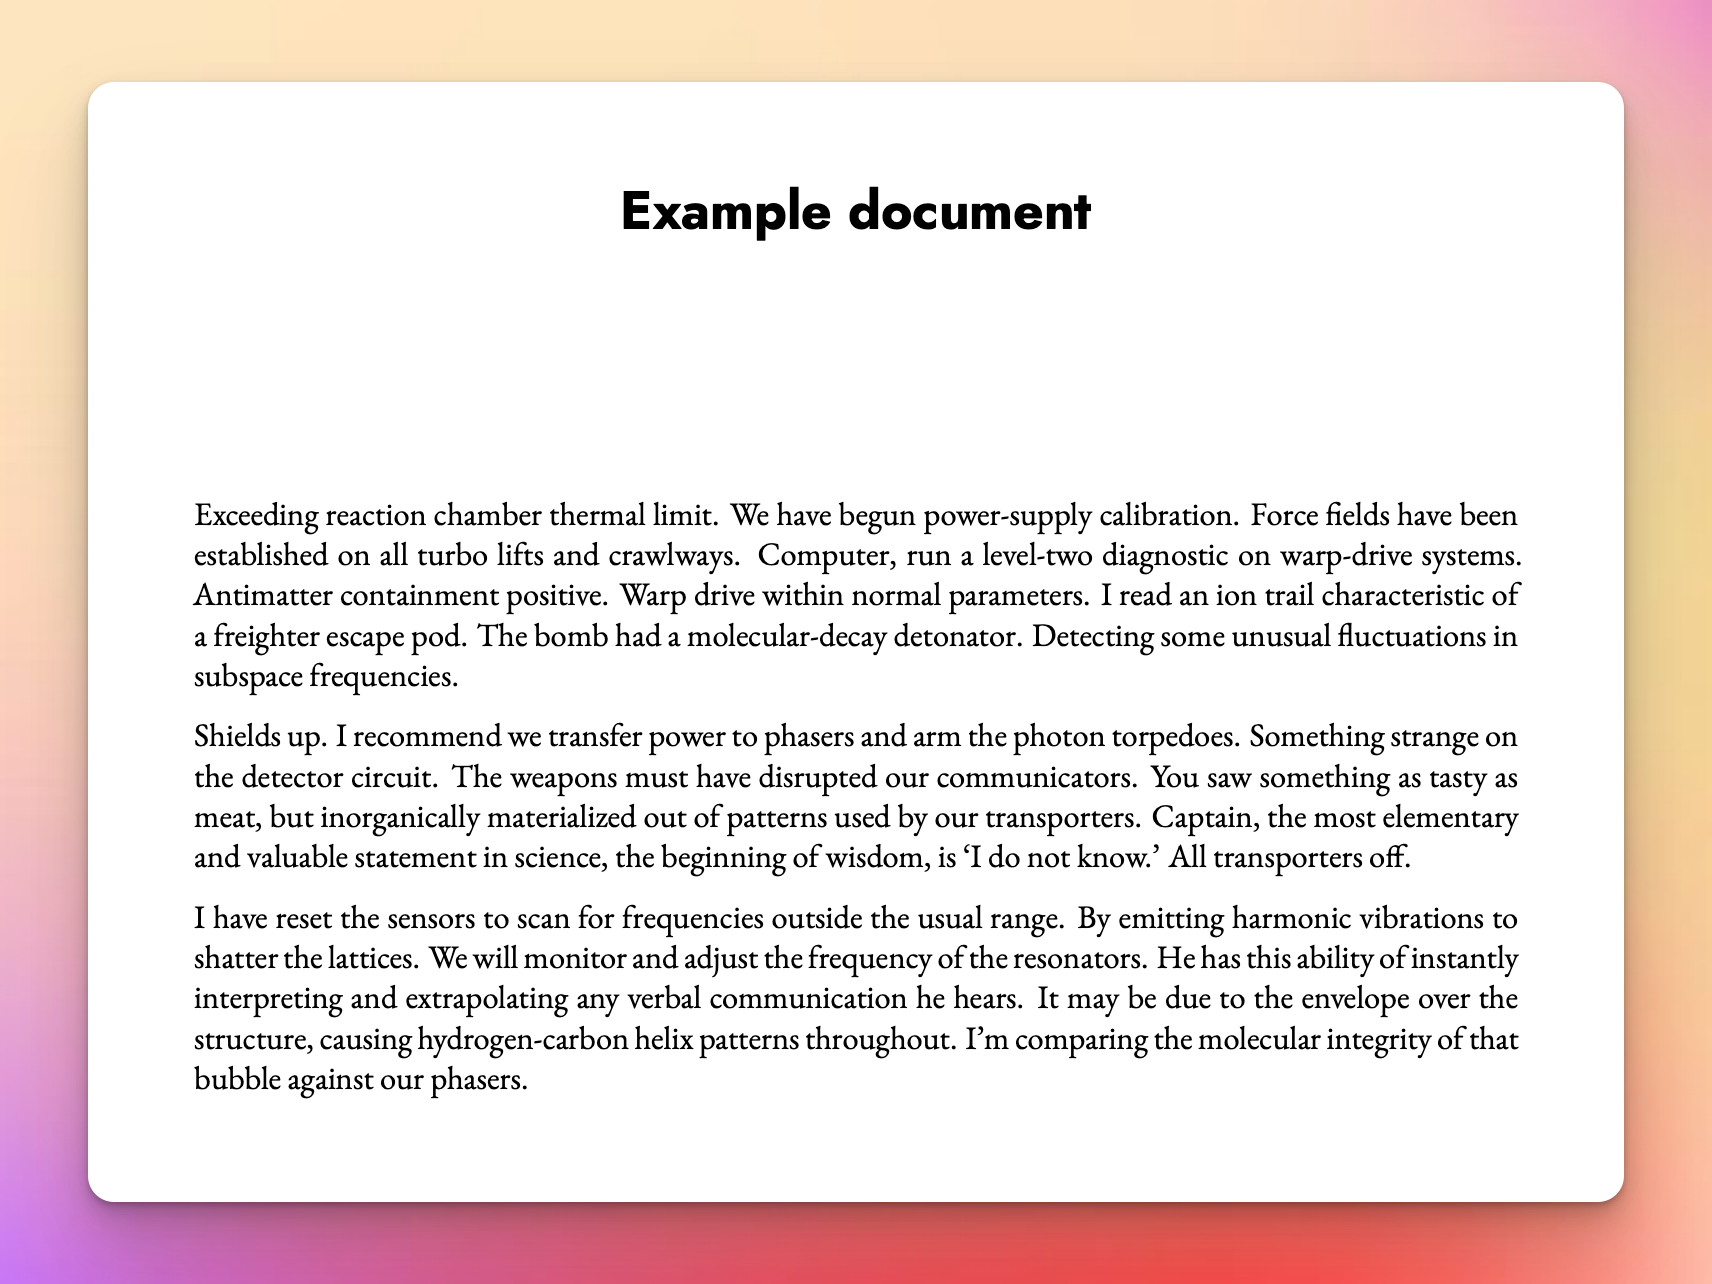 Example document
Exceeding reaction chamber thermal limit. We have begun power-supply calibration. Force fields have been
established on all turbo lifts and crawlways. Computer, run a level-two diagnostic on warp-drive systems.
Antimatter containment positive. Warp drive within normal parameters. I read an ion trail characteristic of
a freighter escape pod. The bomb had a molecular-decay detonator. Detecting some unusual fluctuations in
subspace frequencies.
Shields up. I recommend we transfer power to phasers and arm the photon torpedoes. Something strange on
the detector circuit. The weapons must have disrupted our communicators. You saw something as tasty as
meat, but inorganically materialized out of patterns used by our transporters. Captain, the most elementary
and valuable statement in science, the beginning of wisdom, is ‘I do not know.’ All transporters off.
I have reset the sensors to scan for frequencies outside the usual range. By emitting harmonic vibrations to
shatter the lattices. We will monitor and adjust the frequency of the resonators. He has this ability of instantly
interpreting and extrapolating any verbal communication he hears. It may be due to the envelope over the
structure, causing hydrogen-carbon helix patterns throughout. I’m comparing the molecular integrity of that
bubble against our phasers.